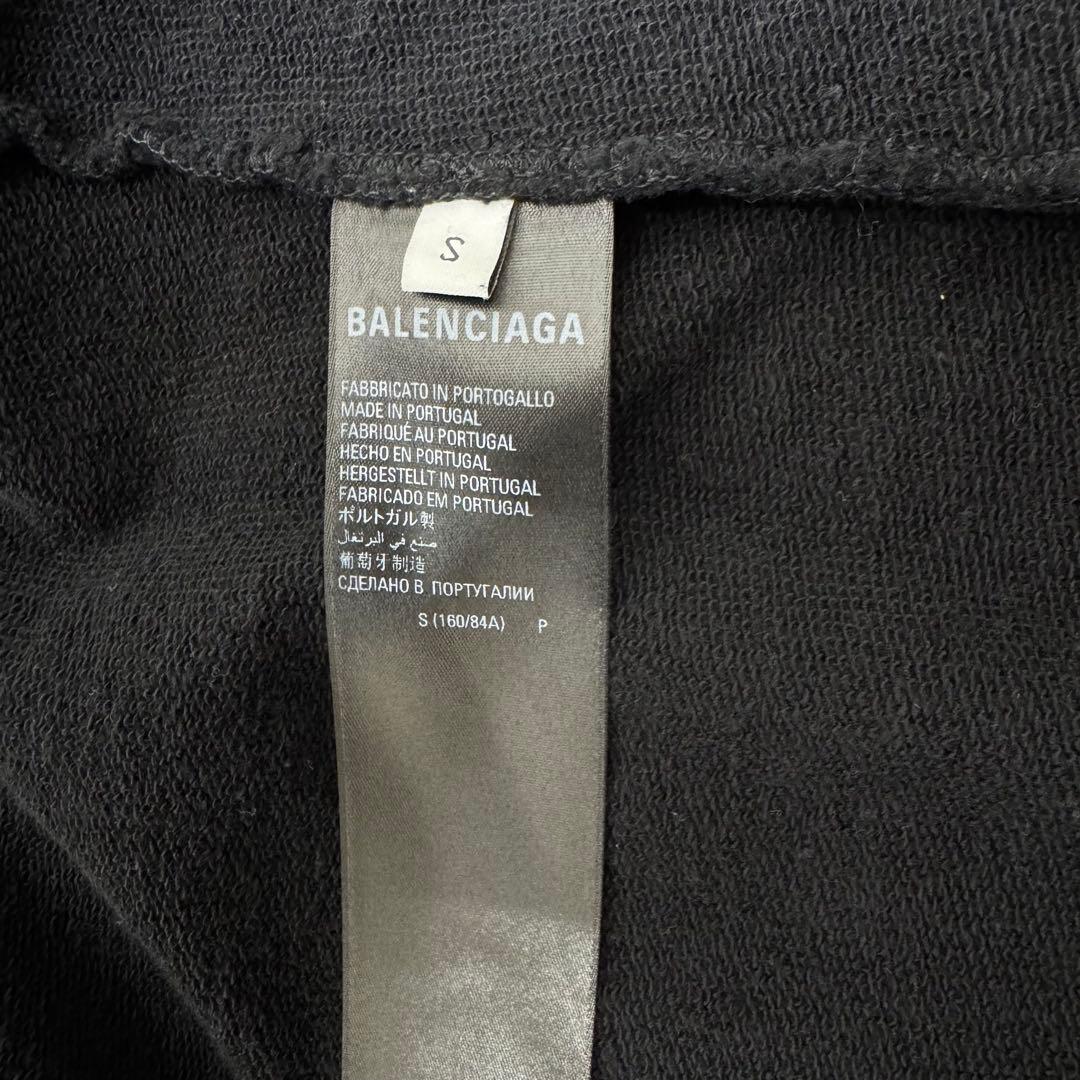 S
BALENCIAGA
FABBRICATO IN PORTOGALLO
MADE IN PORTUGAL
FABRIQUÉ AU PORTUGAL
HECHO EN PORTUGAL
HERGESTELLT IN PORTUGAL
FABRICADO EM PORTUGAL
ポルトガル製
صنع في البرتغال
葡萄牙制造
СДЕЛАНО В ПОРТУГАЛИИ
S (160/84A) P